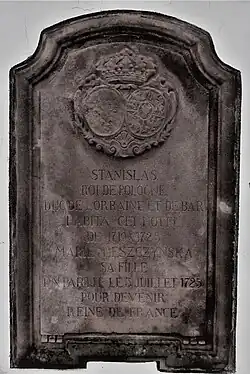 STANISLAS
ROI DE POLOGNE
DUC DE LORRAINE ET DE BAR
HABITA CET HOTEL
DE 1719 A 1725
MARIE LESZCZYNSKA
SA FILLE
EN PARTIT LE JUILLET 1725
POUR DEVENIR
REINE DE FRANCE